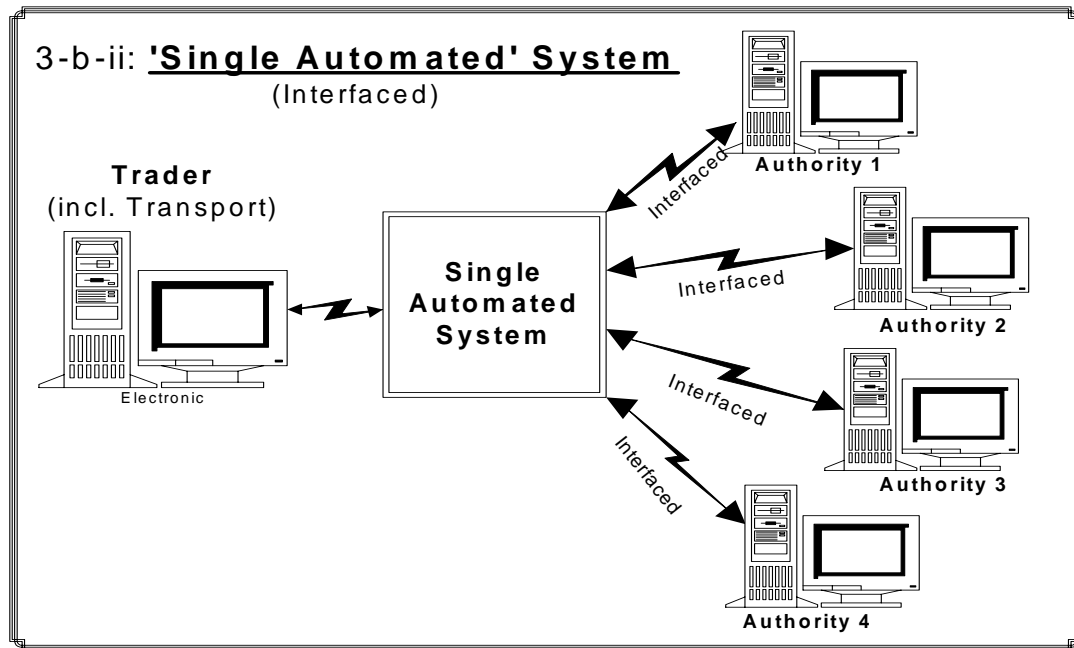 3-b-ii: 'Single Automated' System
(Interfaced)
Trader
(incl. Transport)
Electronic
Single
Automated
System
Interfaced
Authority 1
Interfaced
Authority 2
Interfaced
Authority 3
Interfaced
Authority 4